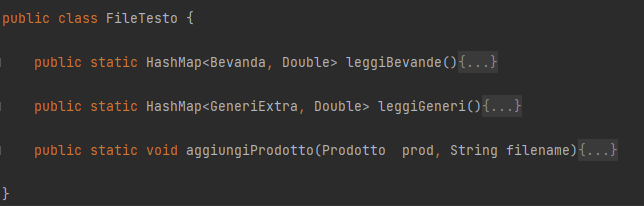 public class FileTesto {
public static HashMap<Bevanda, Double> leggiBevande(){...}
public static HashMap<GeneriExtra, Double> leggiGeneri(){...}
public static void aggiungiProdotto(Prodotto  prod, String filename){...}
}